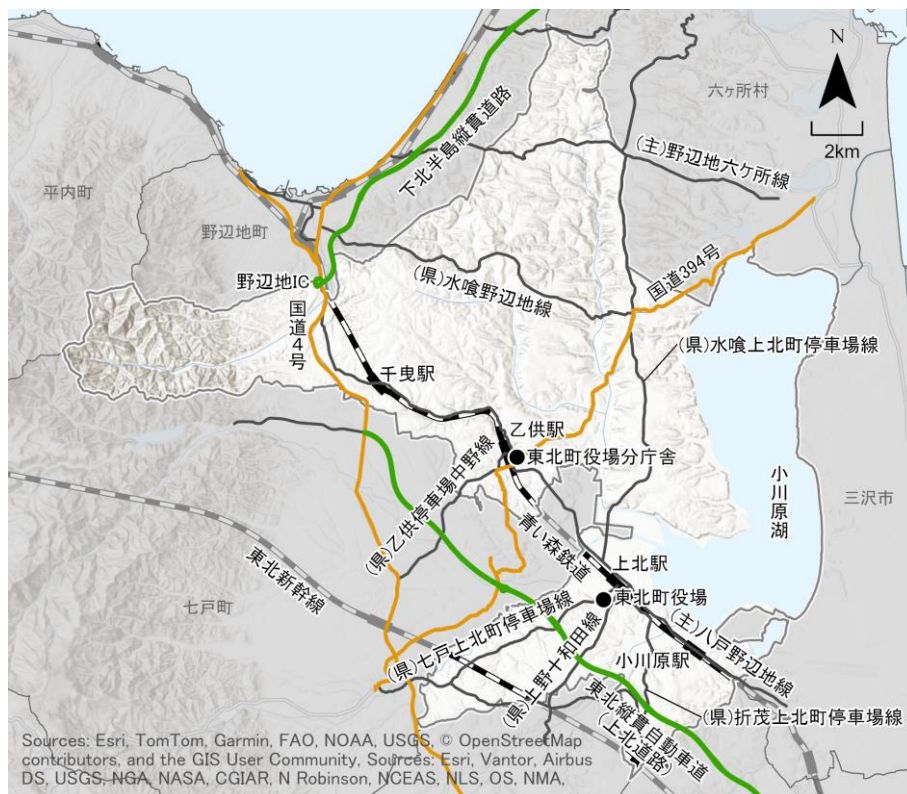 N
2km
六ヶ所村
(主)野辺地六ケ所線
下北半島縦貫道路
平内町
野辺地町
国道394号
野辺地IC
(県)水喰野辺地線
国道4号
(県)水喰上北町停車場線
千曳駅
乙供駅
東北町役場分庁舎
(県)乙供停車場中野線
小川原湖
三沢市
青い森鉄道
上北駅
東北新幹線
東北町役場
七戸町
(県)七戸上北町停車場線
(県)上野十和田線
(主)八戸野辺地線
小川原駅
(県)折茂上北町停車場線
東北縦貫自動車道
(上北道路)
Sources: Esri, TomTom, Garmin, FAO, NOAA, USGS, © OpenStreetMap
contributors, and the GIS User Community, Sources: Esri, Vantor, Airbus
DS, USGS, NGA, NASA, CGIAR, N Robinson, NCEAS, NLS, OS, NMA,